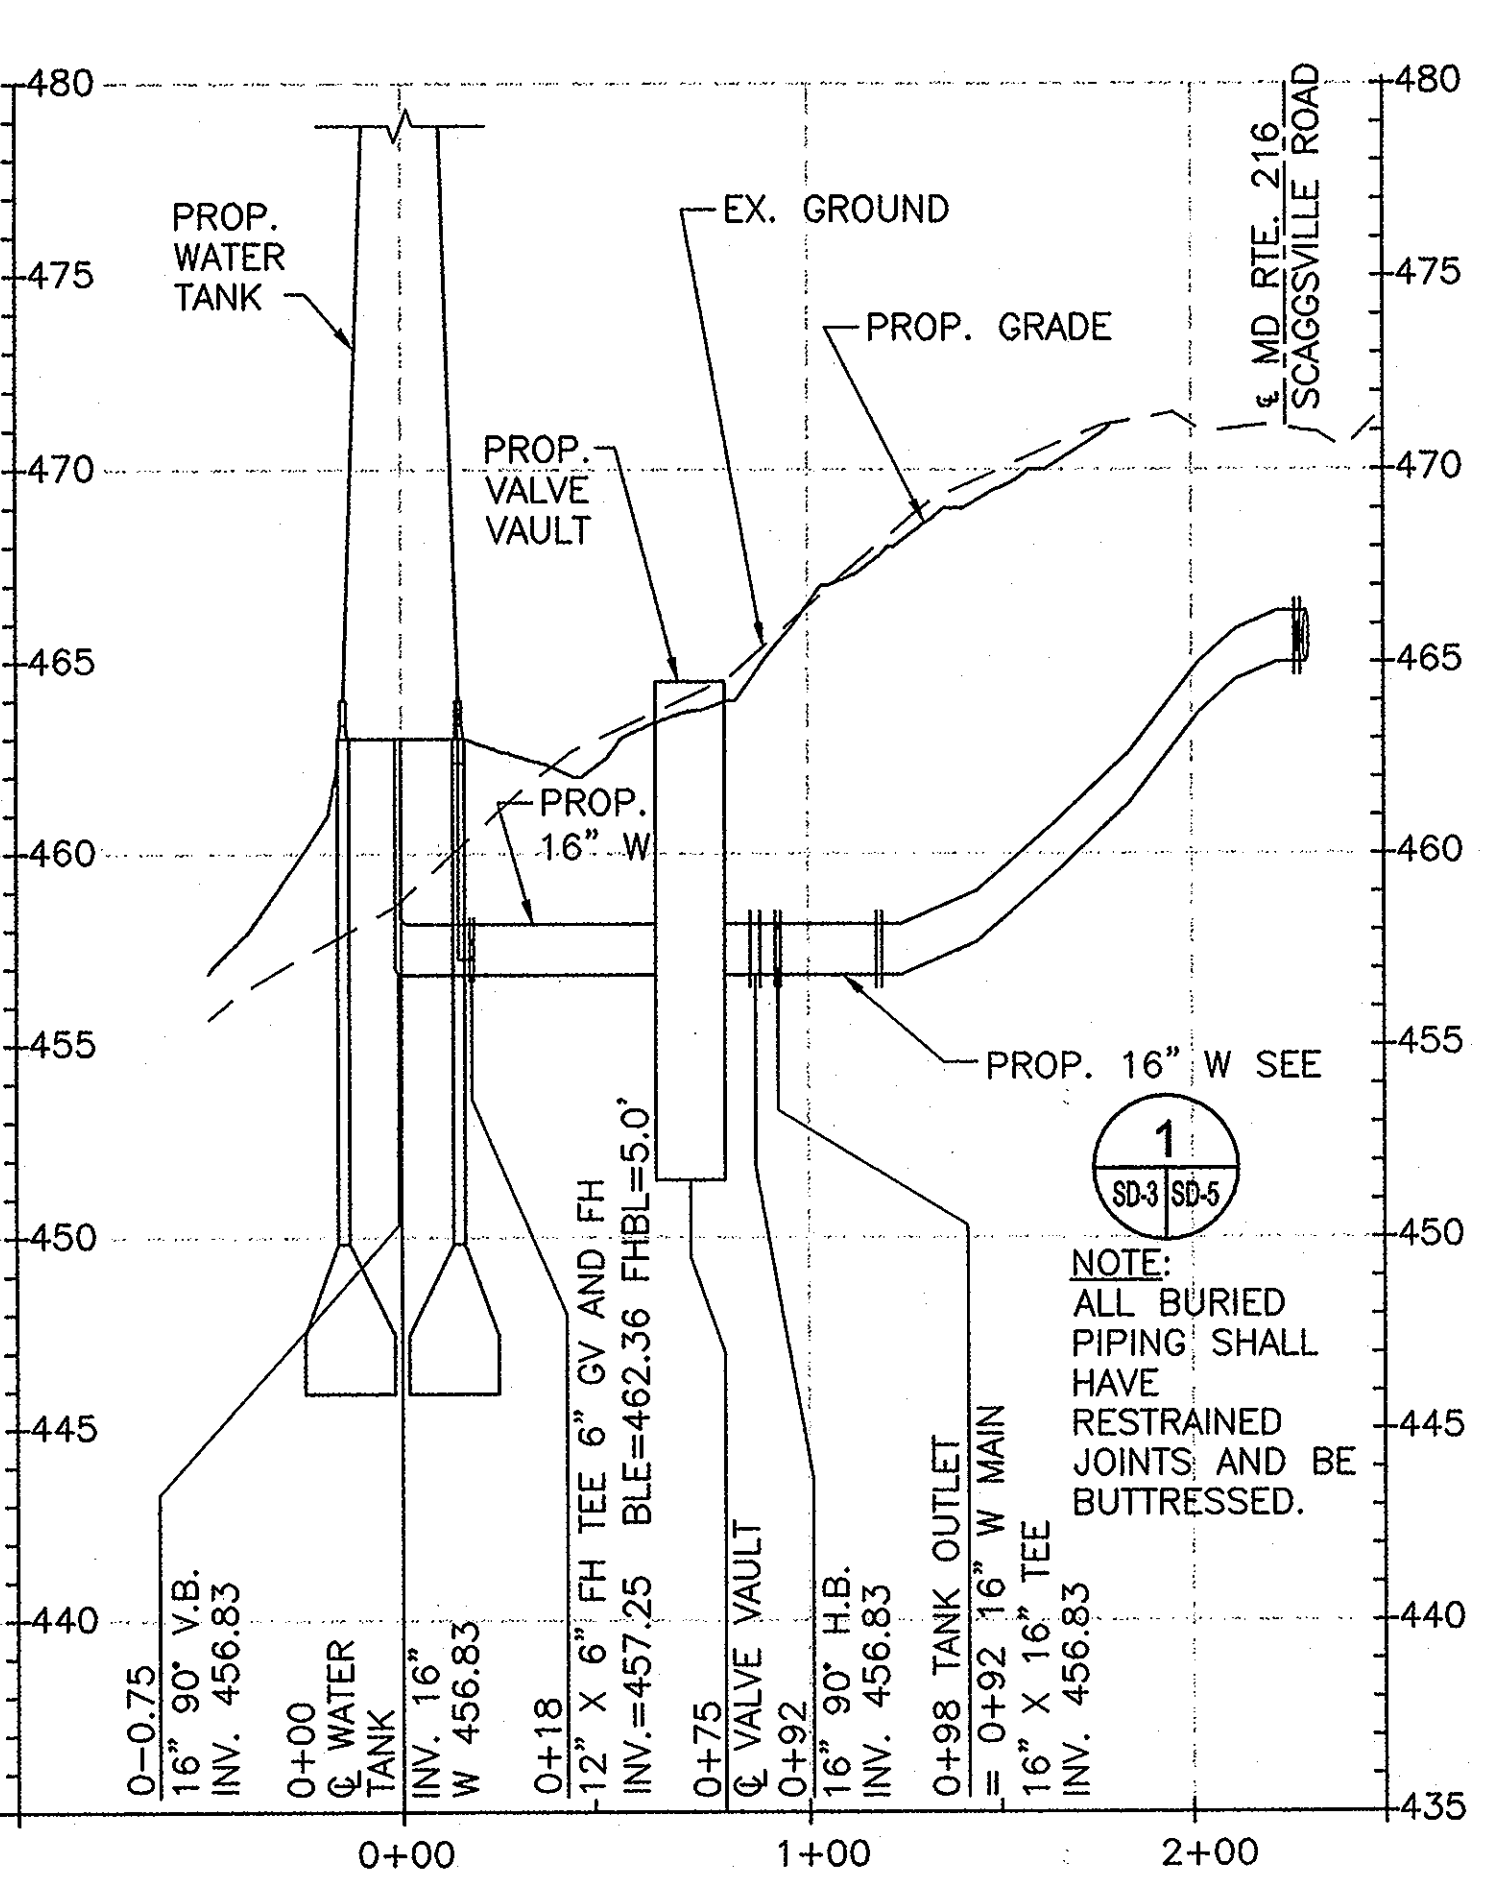 480
475
470
465
460
455
450
445
440
480
475
470
465
460
455
450
445
440
435
PROP.
WATER
TANK
EX. GROUND
PROP. GRADE
℄ MD RTE. 216
SCAGGSVILLE ROAD
PROP.
VALVE
VAULT
PROP.
16" W
PROP. 16" W SEE
1
SD-3 SD-5
NOTE:
ALL BURIED
PIPING SHALL
HAVE
RESTRAINED
JOINTS AND BE
BUTTRESSED.
0-0.75
16" 90° V.B.
INV. 456.83
0+00
℄ WATER
TANK
INV. 16"
W 456.83
0+18
12" X 6" FH TEE 6" GV AND FH
INV.=457.25 BLE=462.36 FHBL=5.0'
0+75
℄ VALVE VAULT
0+92
16" 90° H.B.
INV. 456.83
0+98 TANK OUTLET
= 0+92 16" W MAIN
16" X 16" TEE
INV. 456.83
0+00
1+00
2+00